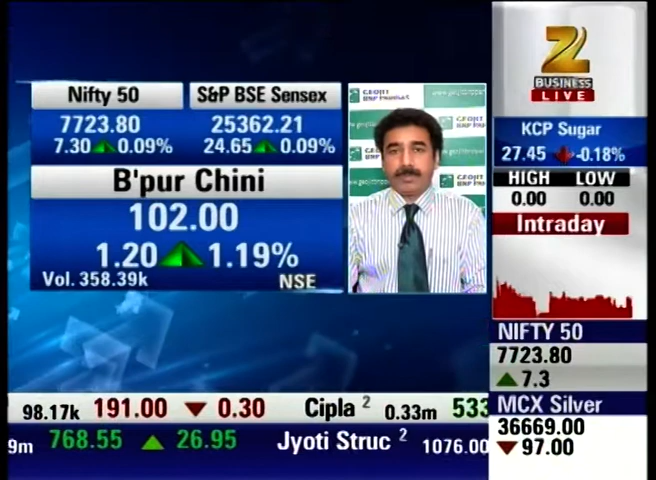 Nifty 50
S&P BSE Sensex
7723.80
25362.21
7.30 0.09%
24.65 0.09%
B'pur Chini
102.00
1.20 1.19%
Vol. 358.39k
NSE
GEOJIT
BNP PARIBAS
Z
BUSINESS
LIVE
KCP Sugar
27.45 -0.18%
HIGH LOW
0.00 0.00
Intraday
NIFTY 50
7723.80
7.3
MCX Silver
36669.00
97.00
98.17k 191.00 0.30 Cipla 2 0.33m 533
9m 768.55 26.95 Jyoti Struc 2 1076.00